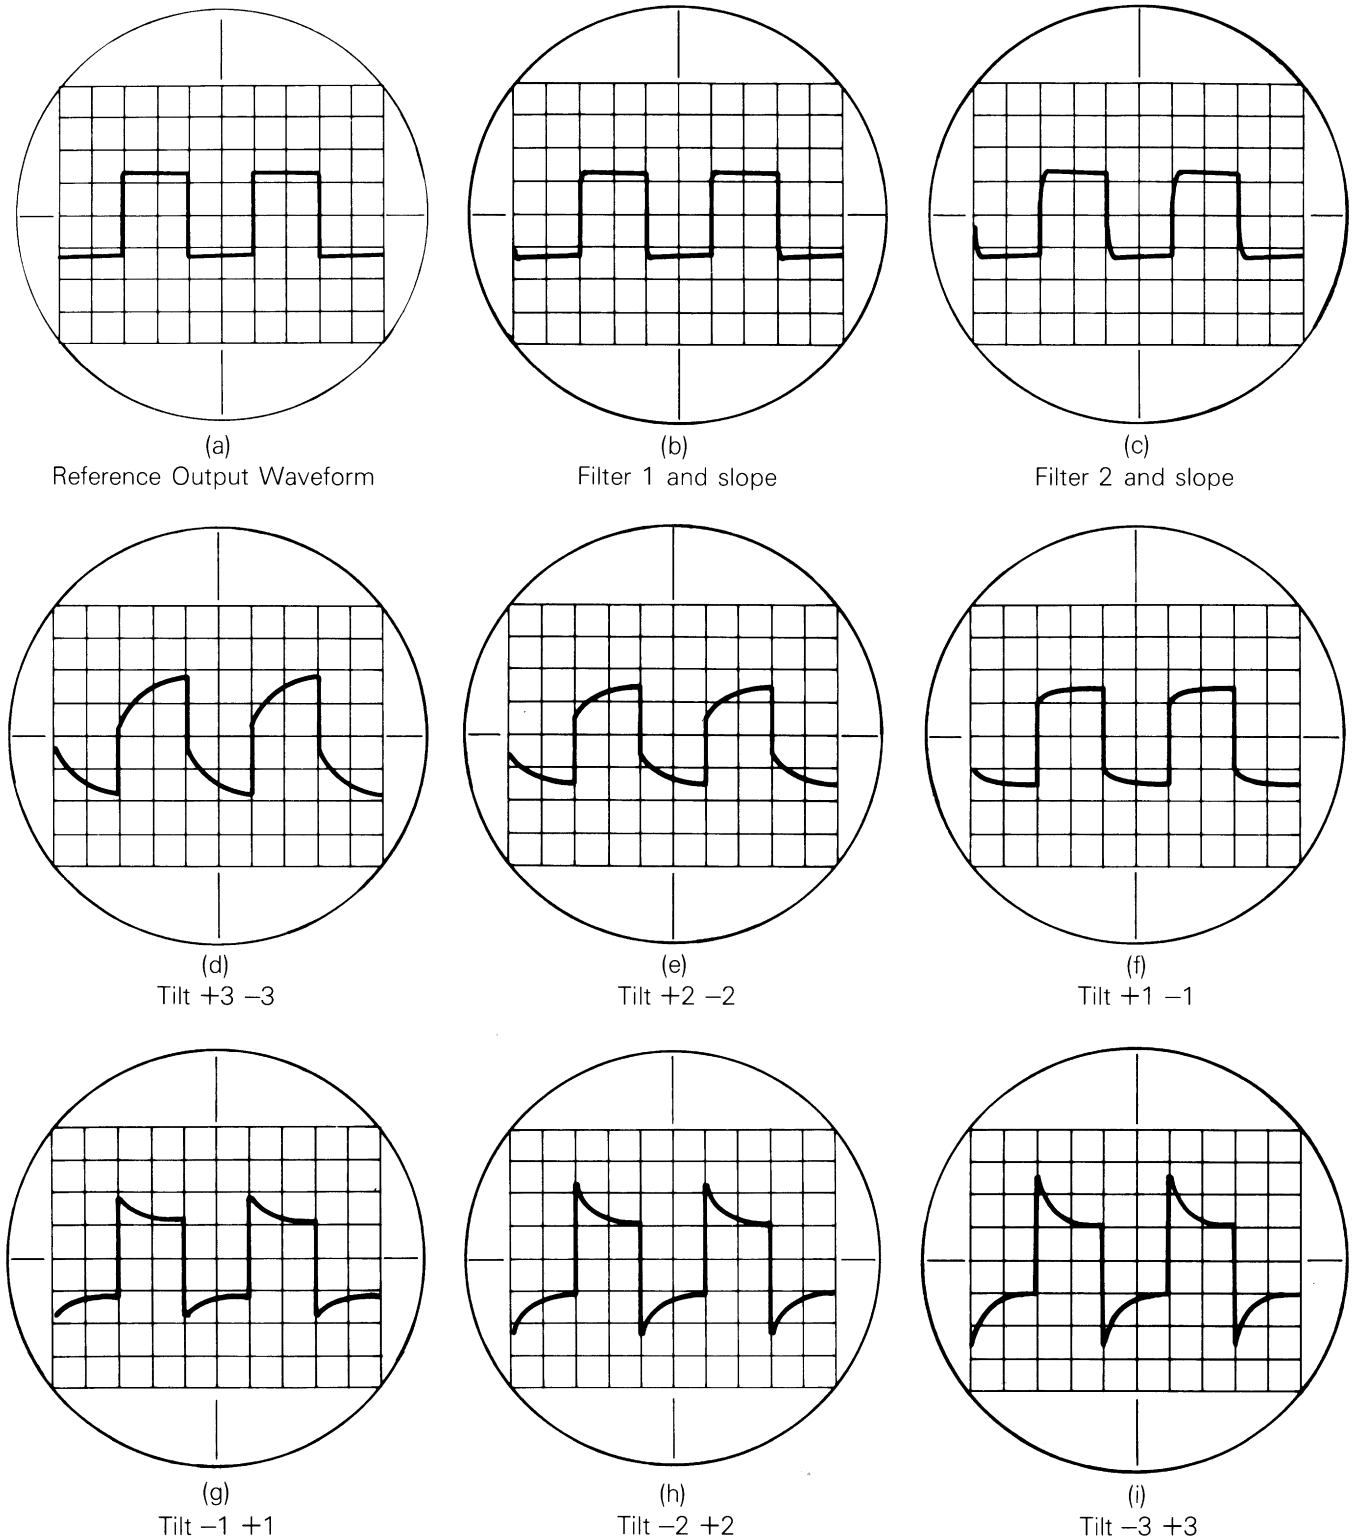 (a)
Reference Output Waveform
(b)
Filter 1 and slope
(c)
Filter 2 and slope
(d)
Tilt +3 −3
(e)
Tilt +2 −2
(f)
Tilt +1 −1
(g)
Tilt −1 +1
(h)
Tilt −2 +2
(i)
Tilt −3 +3